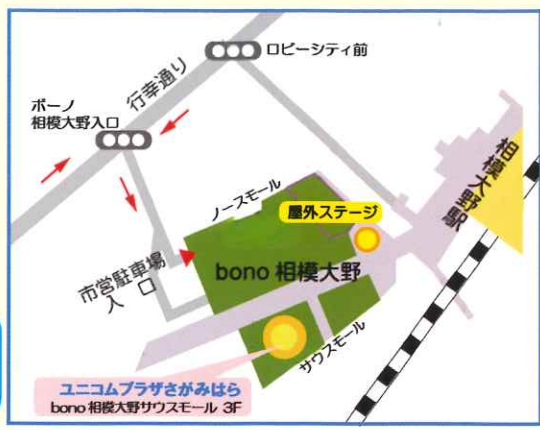 ロビーシティ前
行幸通り
ボーノ
相模大野入口
相模大野駅
ノースモール
屋外ステージ
市営駐車場
入口
bono 相模大野
サウスモール
ユニコムプラザさがみはら
bono 相模大野サウスモール 3F